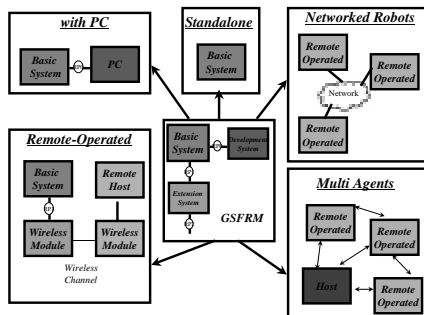 with PC
Basic
System
PC
Standalone
Basic
System
Networked Robots
Remote
Operated
Remote
Operated
Network
Remote
Operated
Remote-Operated
Basic
System
Remote
Host
Wireless
Module
Wireless
Module
Wireless
Channel
Basic
System
Development
System
Extension
System
GSFRM
Multi Agents
Remote
Operated
Remote
Operated
Host
Remote
Operated